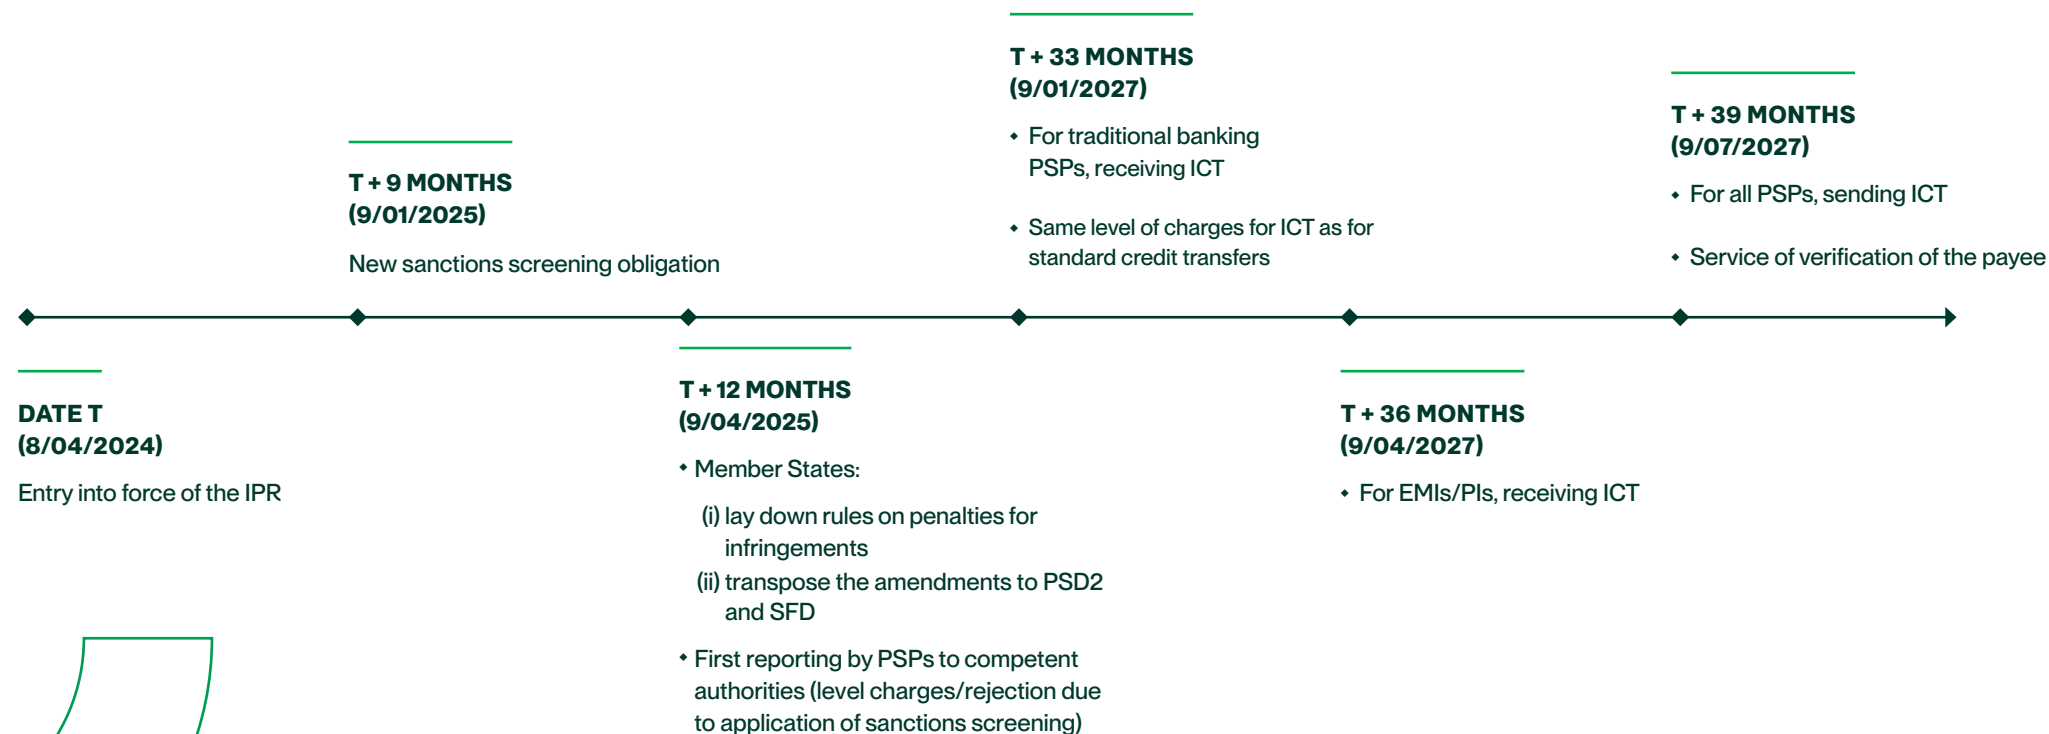 DATE T
(8/04/2024)
Entry into force of the IPR
T + 9 MONTHS
(9/01/2025)
New sanctions screening obligation
T + 12 MONTHS
(9/04/2025)
Member States:
(i) lay down rules on penalties for
infringements
(ii) transpose the amendments to PSD2
and SFD
First reporting by PSPs to competent
authorities (level charges/rejection due
to application of sanctions screening)
T + 33 MONTHS
(9/01/2027)
For traditional banking
PSPs, receiving ICT
Same level of charges for ICT as for
standard credit transfers
T + 36 MONTHS
(9/04/2027)
For EMIs/PIs, receiving ICT
T + 39 MONTHS
(9/07/2027)
For all PSPs, sending ICT
Service of verification of the payee